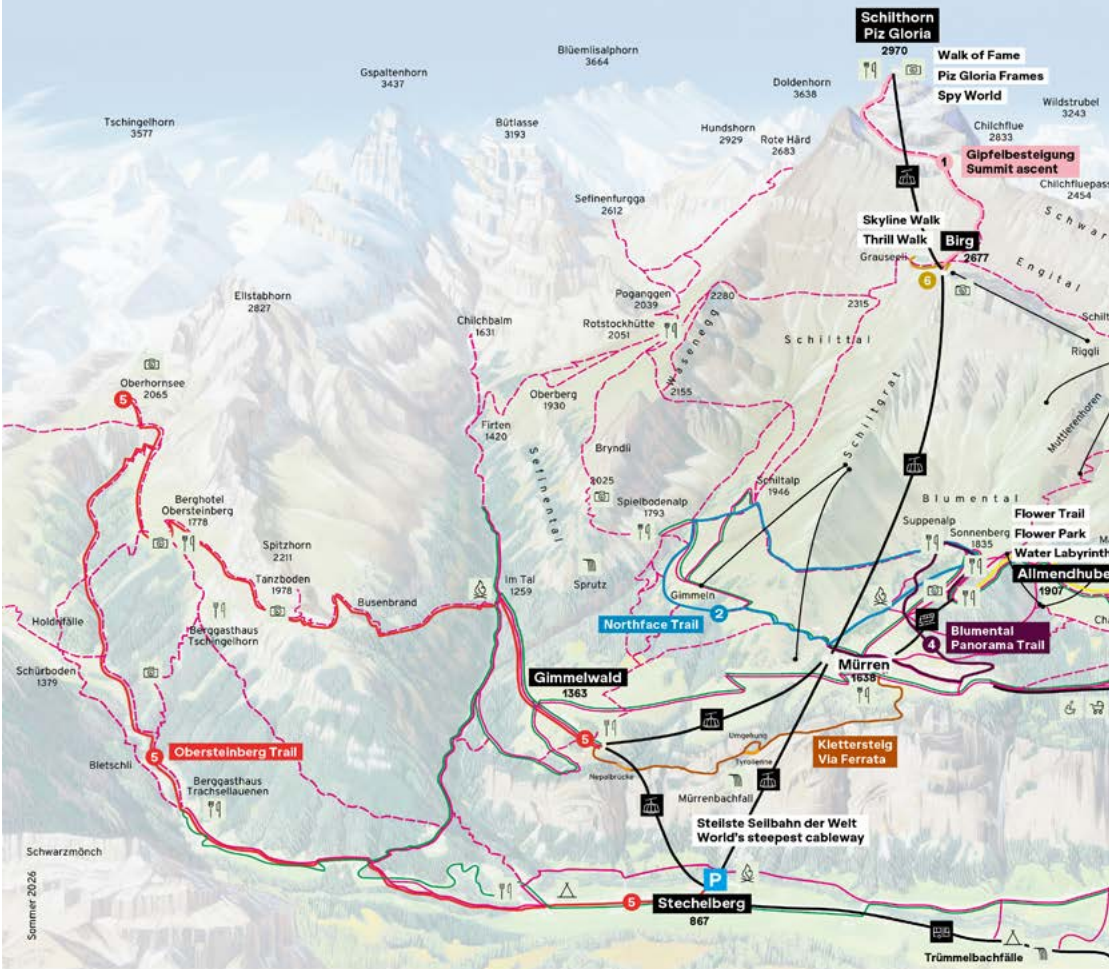 Schilthorn
Piz Gloria
2970
Walk of Fame
Piz Gloria Frames
Spy World
Blüemlisalphorn
3664
Gspaltenhorn
3437
Doldenhorn
3638
Wildstrubel
3243
Tschingelhorn
3577
Bütlasse
3193
Hundshorn
2929
Rote Härd
2683
Chilchflue
2833
1
Gipfelbesteigung
Summit ascent
Chilchfluepass
2454
Sefinenfurgga
2612
Schwar
Skyline Walk
Thrill Walk
Birg
2677
Grauseeli
6
Engital
Ellstabhorn
2827
Poganggen
2039
2280
2315
Chilchbalm
1631
Rotstockhütte
2051
Wasenegg
Schilttal
Schilt
Riggli
Oberhornsee
2065
5
Oberberg
1930
2155
Firten
1420
Bryndli
2025
Sefinental
Schiltgrat
Muttlerenhoren
Berghotel
Obersteinberg
1778
Spielbodenalp
1793
Schiltalp
1946
Blumental
Suppenalp
Sonnenberg
1835
Flower Trail
Flower Park
Water Labyrinth
Allmendhube
1907
Spitzhorn
2211
Tanzboden
1978
Busenbrand
Im Tal
1259
Sprutz
Gimmeln
2
Northface Trail
Holdrifälle
Berggasthaus
Tschingelhorn
4
Blumental
Panorama Trail
Cha
Schürboden
1379
Gimmelwald
1363
Mürren
1638
5
Obersteinberg Trail
5
Klettersteig
Via Ferrata
Umgehung
Tyrolienne
Nepalbrücke
Bletschli
Berggasthaus
Trachsellauenen
Mürrenbachfall
Steilste Seilbahn der Welt
World's steepest cableway
Schwarzmönch
P
5
Stechelberg
867
Trümmelbachfälle
Sommer 2026